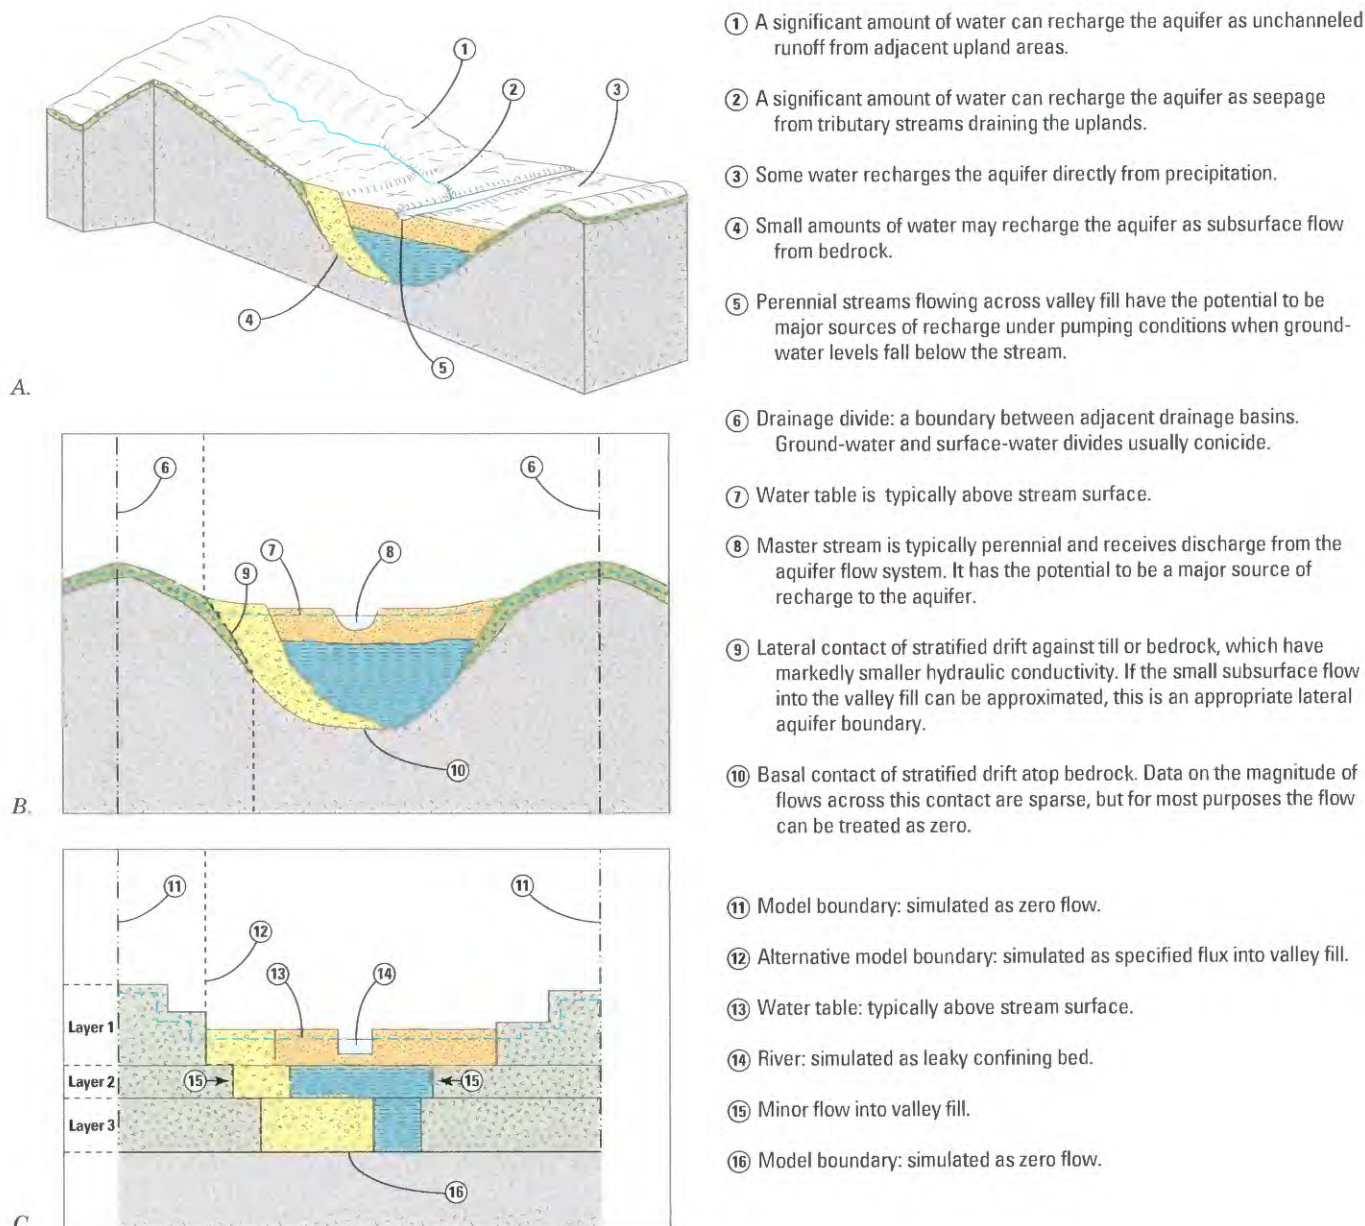 ① A significant amount of water can recharge the aquifer as unchanneled
runoff from adjacent upland areas.
② A significant amount of water can recharge the aquifer as seepage
from tributary streams draining the uplands.
③ Some water recharges the aquifer directly from precipitation.
④ Small amounts of water may recharge the aquifer as subsurface flow
from bedrock.
⑤ Perennial streams flowing across valley fill have the potential to be
major sources of recharge under pumping conditions when ground-
water levels fall below the stream.
1
2
3
4
5
A.
⑥ Drainage divide: a boundary between adjacent drainage basins.
Ground-water and surface-water divides usually conicide.
⑦ Water table is typically above stream surface.
⑧ Master stream is typically perennial and receives discharge from the
aquifer flow system. It has the potential to be a major source of
recharge to the aquifer.
⑨ Lateral contact of stratified drift against till or bedrock, which have
markedly smaller hydraulic conductivity. If the small subsurface flow
into the valley fill can be approximated, this is an appropriate lateral
aquifer boundary.
⑩ Basal contact of stratified drift atop bedrock. Data on the magnitude of
flows across this contact are sparse, but for most purposes the flow
can be treated as zero.
6
6
7
8
9
10
B.
⑪ Model boundary: simulated as zero flow.
⑫ Alternative model boundary: simulated as specified flux into valley fill.
⑬ Water table: typically above stream surface.
⑭ River: simulated as leaky confining bed.
⑮ Minor flow into valley fill.
⑯ Model boundary: simulated as zero flow.
11
11
12
13
14
Layer 1
Layer 2
15
15
Layer 3
16
C.